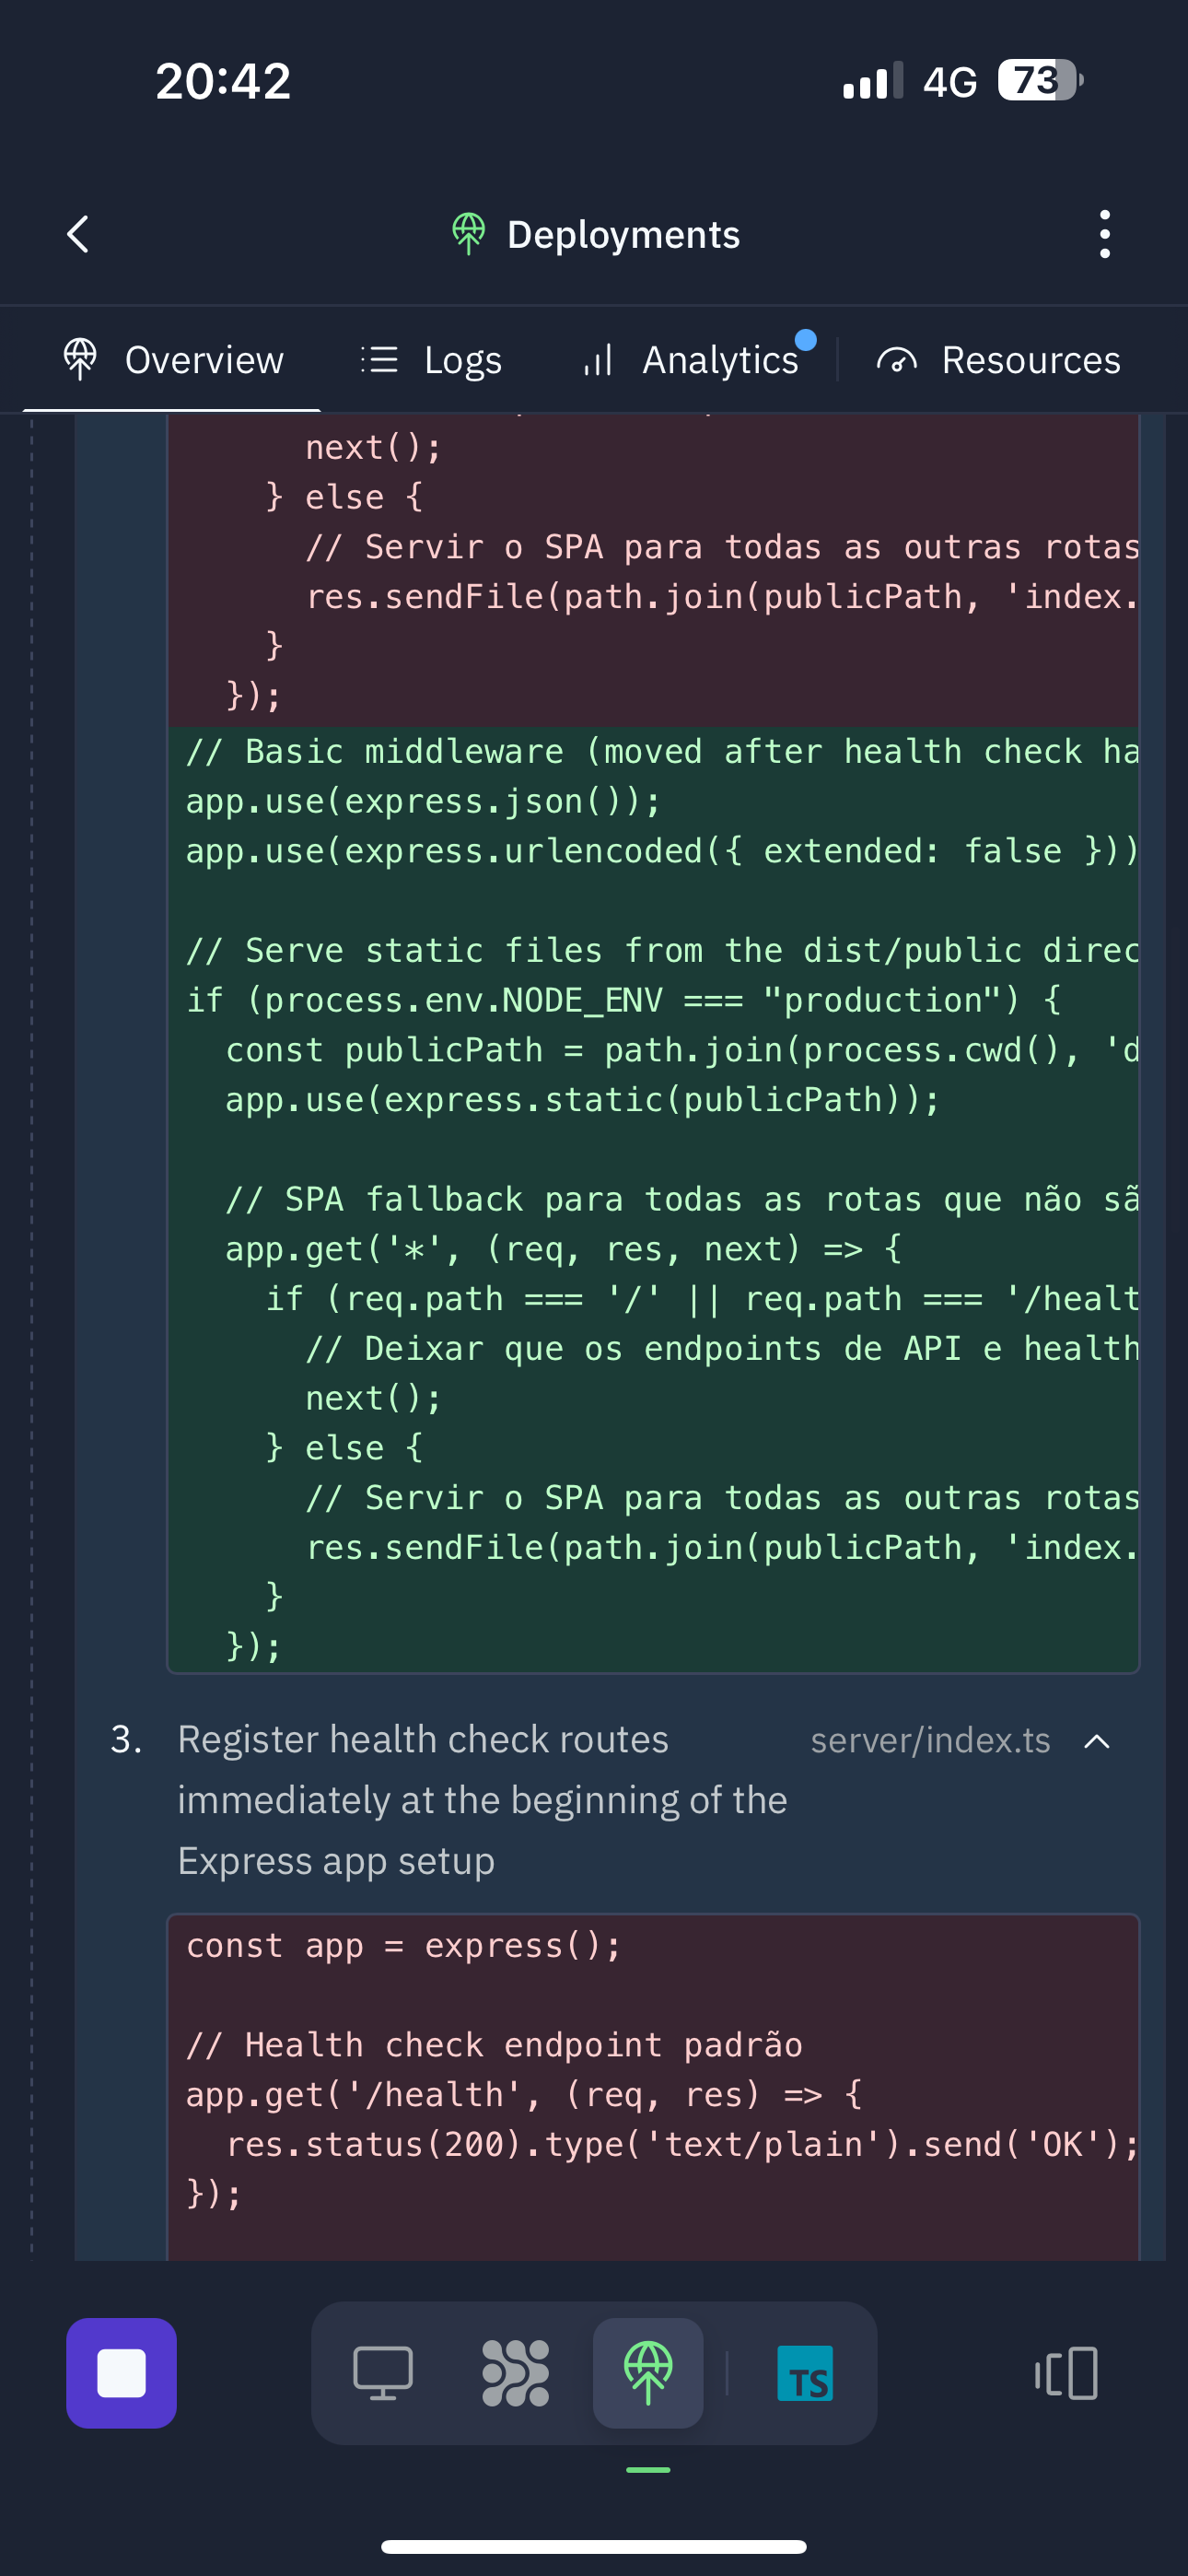 20:42
4G 73
Deployments
Overview Logs Analytics Resources
next();
} else {
// Servir o SPA para todas as outras rotas
res.sendFile(path.join(publicPath, 'index.
}
});
// Basic middleware (moved after health check ha
app.use(express.json());
app.use(express.urlencoded({ extended: false }))
// Serve static files from the dist/public direc
if (process.env.NODE_ENV === "production") {
const publicPath = path.join(process.cwd(), 'd
app.use(express.static(publicPath));
// SPA fallback para todas as rotas que não sã
app.get('*', (req, res, next) => {
if (req.path === '/' || req.path === '/healt
// Deixar que os endpoints de API e health
next();
} else {
// Servir o SPA para todas as outras rotas
res.sendFile(path.join(publicPath, 'index.
}
});
3. Register health check routes server/index.ts
immediately at the beginning of the
Express app setup
const app = express();
// Health check endpoint padrão
app.get('/health', (req, res) => {
res.status(200).type('text/plain').send('OK');
});
TS